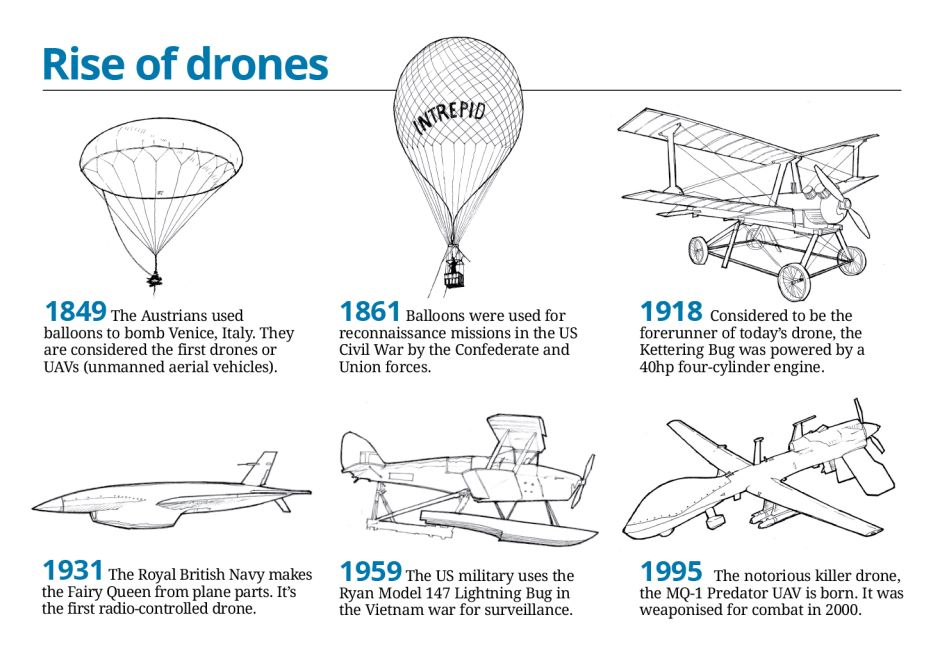 Rise of drones
INTREPID
1849 The Austrians used
balloons to bomb Venice, Italy. They
are considered the first drones or
UAVs (unmanned aerial vehicles).
1861 Balloons were used for
reconnaissance missions in the US
Civil War by the Confederate and
Union forces.
1918 Considered to be the
forerunner of today's drone, the
Kettering Bug was powered by a
40hp four-cylinder engine.
1931 The Royal British Navy makes
the Fairy Queen from plane parts. It's
the first radio-controlled drone.
1959 The US military uses the
Ryan Model 147 Lightning Bug in
the Vietnam war for surveillance.
1995 The notorious killer drone,
the MQ-1 Predator UAV is born. It was
weaponised for combat in 2000.